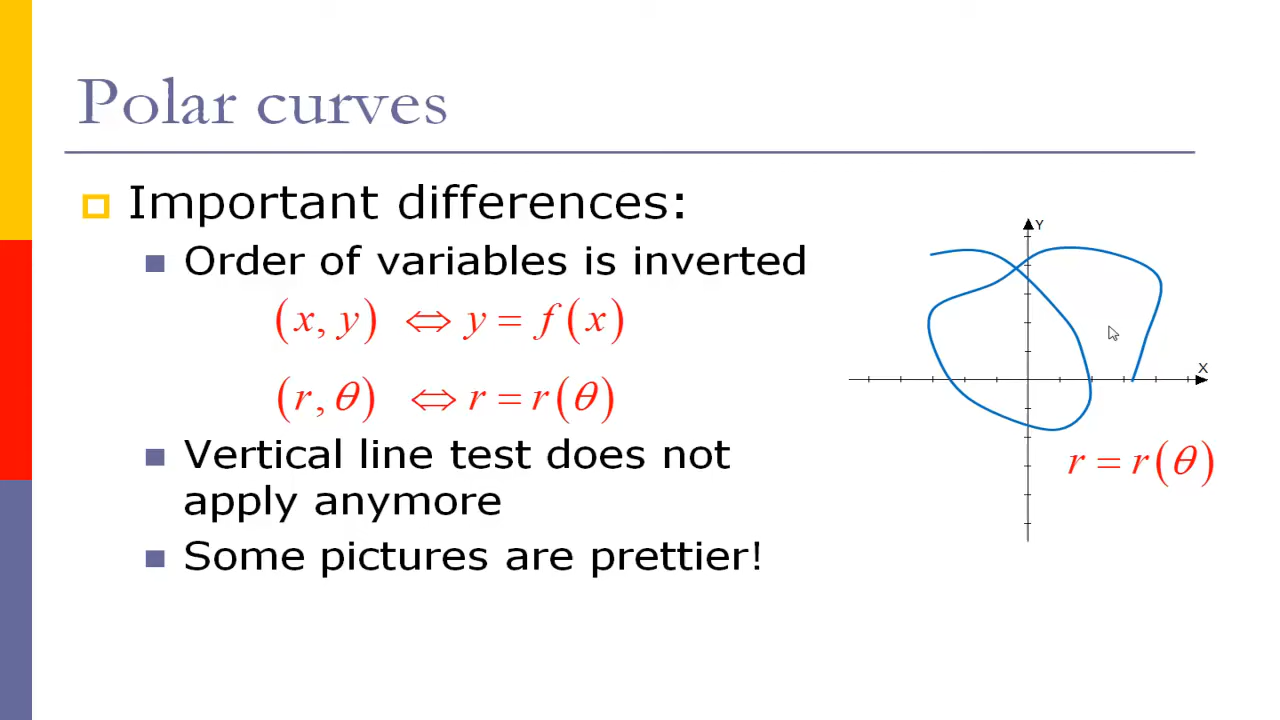 Polar curves
Important differences:
Order of variables is inverted
(x, y) ⇔ y = f(x)
(r, θ) ⇔ r = r(θ)
Vertical line test does not
apply anymore
Some pictures are prettier!
Y
X
r = r(θ)